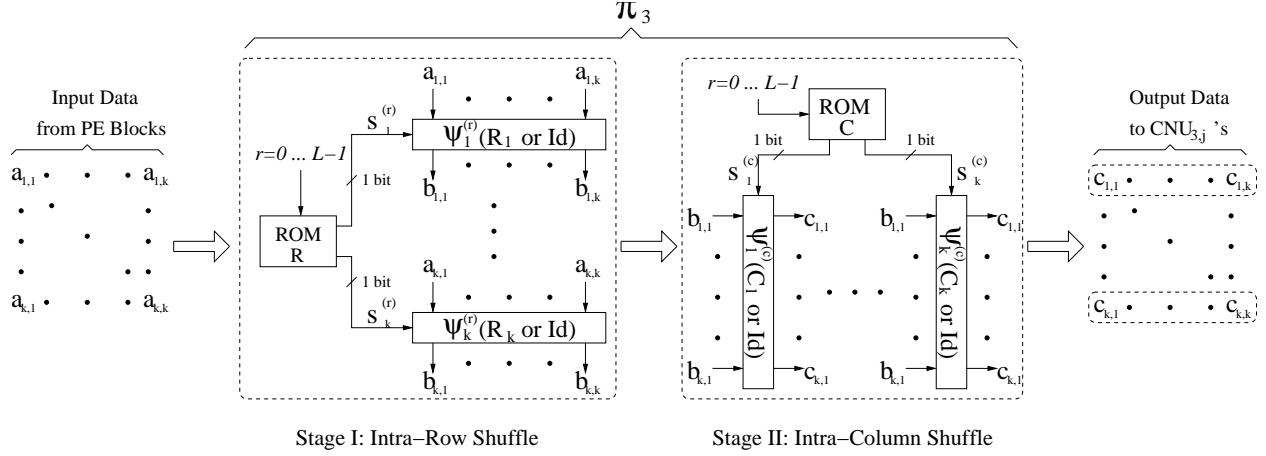 π3
Input Data
from PE Blocks
a1,1 a1,k
ak,1 ak,k
r=0 ... L−1
ROM
R
1 bit
1 bit
s1(r)
sk(r)
a1,1 a1,k
Ψ1(r)(R1 or Id)
b1,1 b1,k
ak,1 ak,k
Ψk(r)(Rk or Id)
bk,1 bk,k
Stage I: Intra−Row Shuffle
r=0 ... L−1
ROM
C
1 bit 1 bit
s1(c) sk(c)
b1,1 c1,1 b1,1 c1,1
Ψ1(c)(C1 or Id) Ψk(c)(Ck or Id)
bk,1 ck,1 bk,1 ck,1
Stage II: Intra−Column Shuffle
Output Data
to CNU3,j 's
c1,1 c1,k
ck,1 ck,k